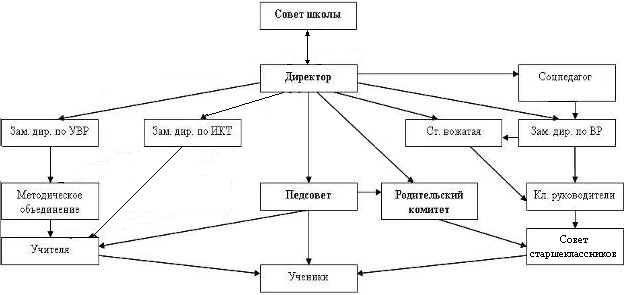 Совет школы
Директор
Соцпедагог
Зам. дир. по УВР
Зам. дир. по ИКТ
Ст. вожатая
Зам. дир. по ВР
Методическое
объединение
Педсовет
Родительский
комитет
Кл. руководители
Учителя
Ученики
Совет
старшеклассников